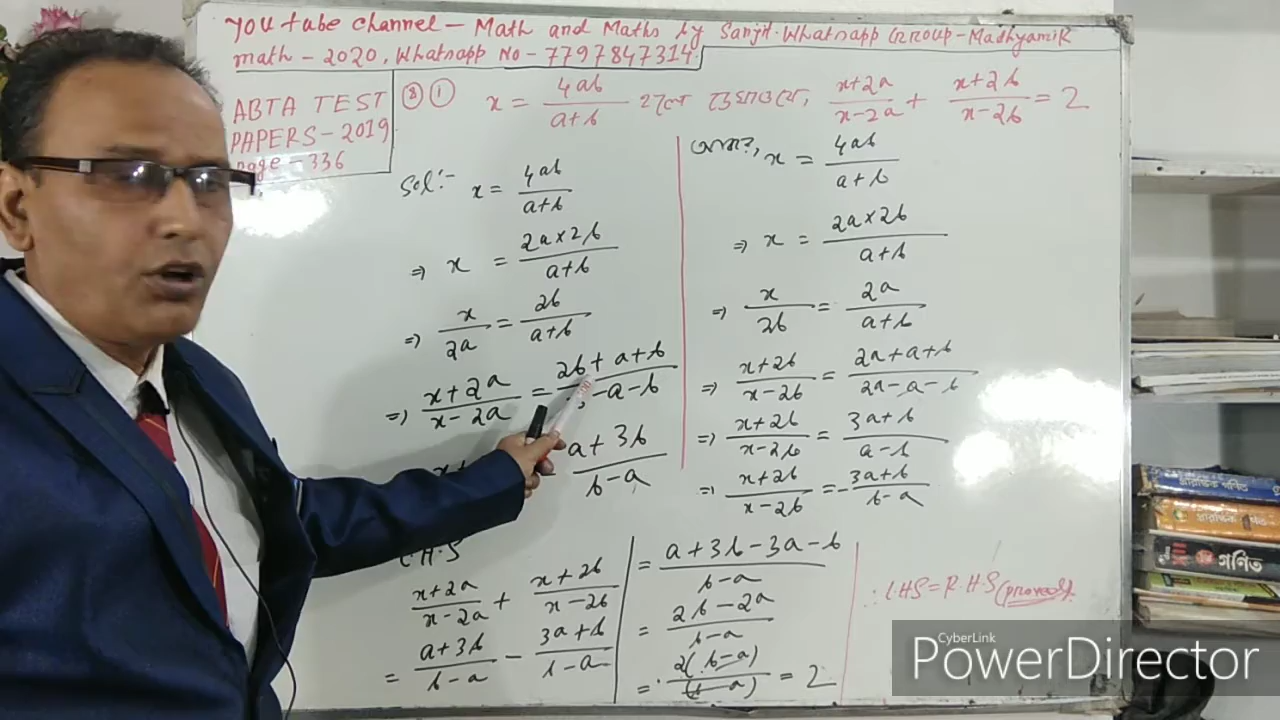 You tube channel - Math and Maths by Sanjit. Whatsapp Group - Madhyamik
math - 2020, Whatsapp No - 7797847314.
ABTA TEST
PAPERS - 2019
page - 336
⑧ ① x = 4ab/(a+b) হলে দেখাও যে, (x+2a)/(x-2a) + (x+2b)/(x-2b) = 2
Sol:- x = 4ab/(a+b)
⇒ x = (2a×2b)/(a+b)
⇒ x/2a = 2b/(a+b)
⇒ (x+2a)/(x-2a) = (2b+a+b)/(-a-b)
= (a+3b)/(b-a)
আবার, x = 4ab/(a+b)
⇒ x = (2a×2b)/(a+b)
⇒ x/2b = 2a/(a+b)
⇒ (x+2b)/(x-2b) = (2a+a+b)/(2a-a-b)
⇒ (x+2b)/(x-2b) = (3a+b)/(a-b)
⇒ (x+2b)/(x-2b) = -(3a+b)/(b-a)
L.H.S
(x+2a)/(x-2a) + (x+2b)/(x-2b)
= (a+3b)/(b-a) - (3a+b)/(b-a)
= (a+3b-3a-b)/(b-a)
= (2b-2a)/(b-a)
= 2(b-a)/(b-a) = 2
∴ LHS = R.H.S (proved).
গণিত
CyberLink
PowerDirector